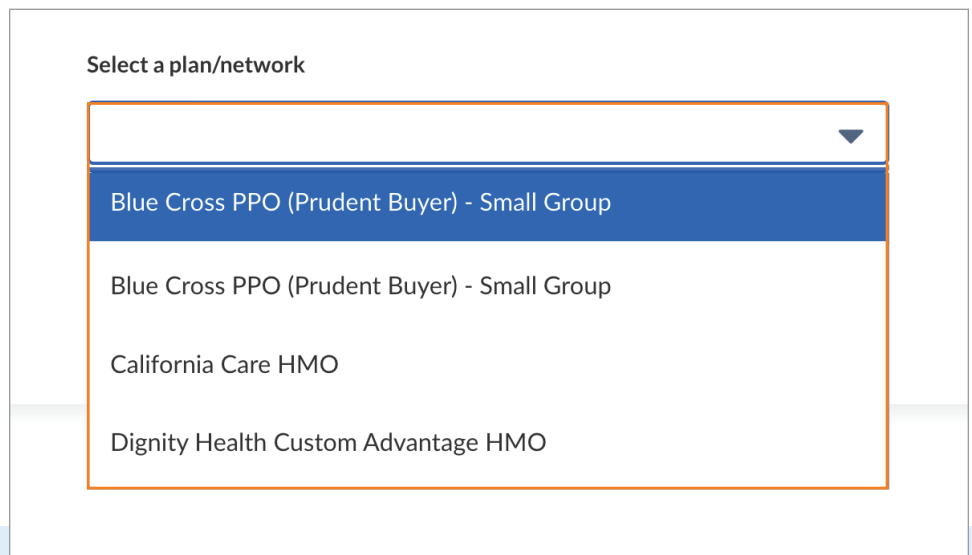 Select a plan/network
Blue Cross PPO (Prudent Buyer) - Small Group
Blue Cross PPO (Prudent Buyer) - Small Group
California Care HMO
Dignity Health Custom Advantage HMO